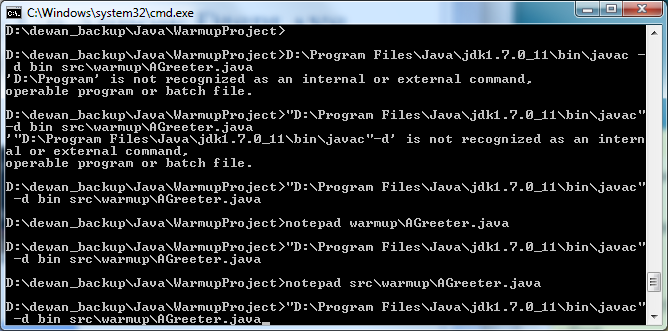 C:\Windows\system32\cmd.exe
D:\dewan_backup\Java\WarmupProject>
D:\dewan_backup\Java\WarmupProject>D:\Program Files\Java\jdk1.7.0_11\bin\javac -
d bin src\warmup\AGreeter.java
'D:\Program' is not recognized as an internal or external command,
operable program or batch file.
D:\dewan_backup\Java\WarmupProject>"D:\Program Files\Java\jdk1.7.0_11\bin\javac"
-d bin src\warmup\AGreeter.java
'"D:\Program Files\Java\jdk1.7.0_11\bin\javac"-d' is not recognized as an intern
al or external command,
operable program or batch file.
D:\dewan_backup\Java\WarmupProject>"D:\Program Files\Java\jdk1.7.0_11\bin\javac"
 -d bin src\warmup\AGreeter.java
D:\dewan_backup\Java\WarmupProject>notepad warmup\AGreeter.java
D:\dewan_backup\Java\WarmupProject>"D:\Program Files\Java\jdk1.7.0_11\bin\javac"
 -d bin src\warmup\AGreeter.java
D:\dewan_backup\Java\WarmupProject>notepad src\warmup\AGreeter.java
D:\dewan_backup\Java\WarmupProject>"D:\Program Files\Java\jdk1.7.0_11\bin\javac"
 -d bin src\warmup\AGreeter.java